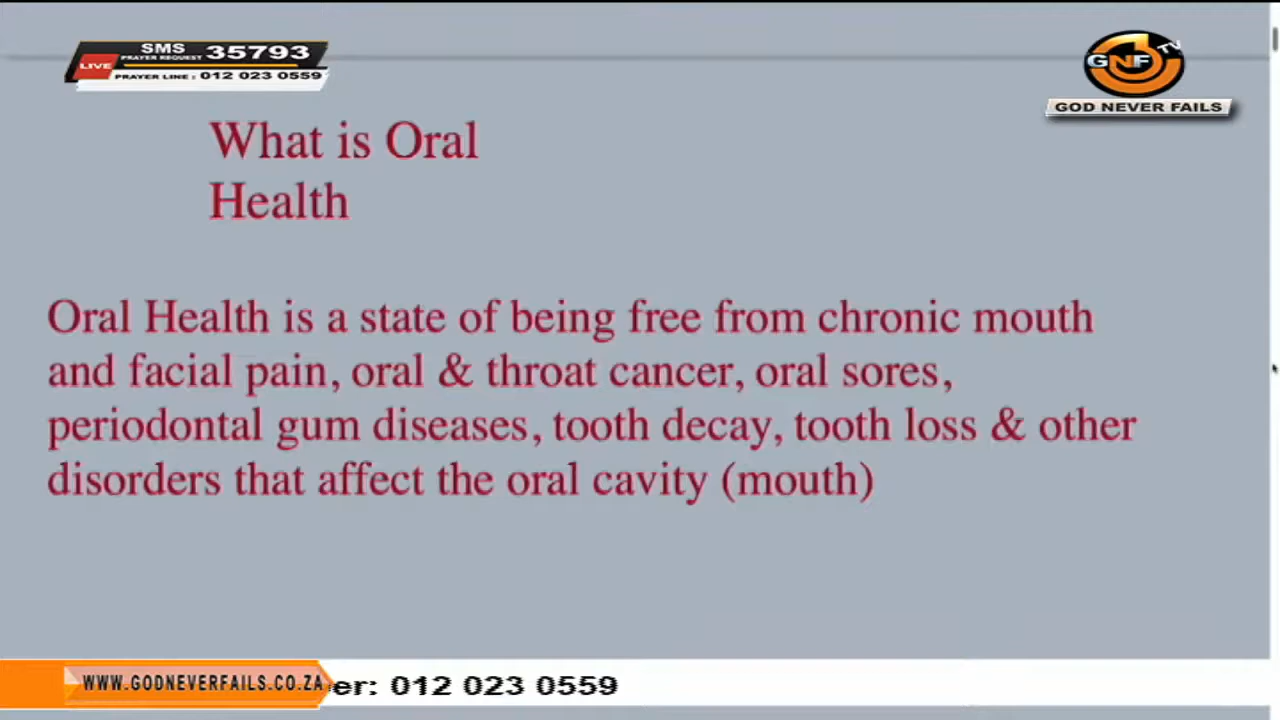 SMS 35793
PRAYER REQUEST
LIVE
PRAYER LINE : 012 023 0559
GNF TV
GOD NEVER FAILS
What is Oral
Health
Oral Health is a state of being free from chronic mouth
and facial pain, oral & throat cancer, oral sores,
periodontal gum diseases, tooth decay, tooth loss & other
disorders that affect the oral cavity (mouth)
WWW.GODNEVERFAILS.CO.ZA
er: 012 023 0559